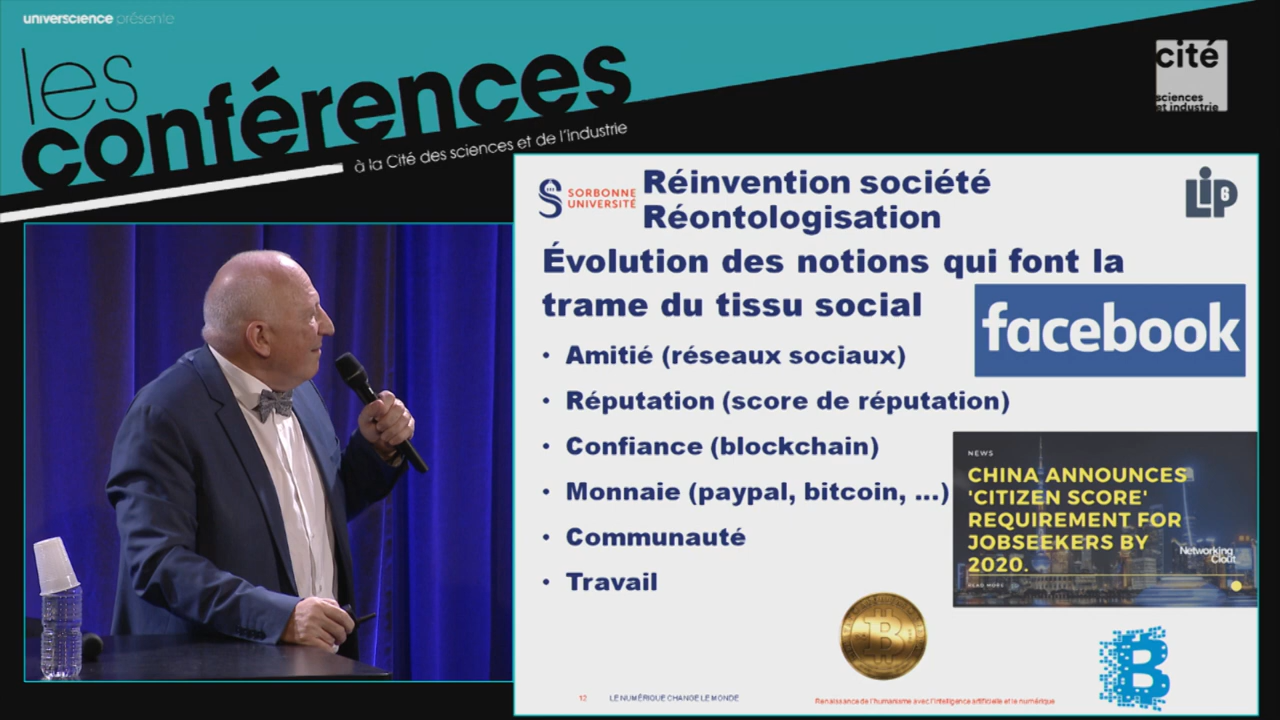 universcience présente
les
conférences
à la Cité des sciences et de l'industrie
cité
sciences
et industrie
SORBONNE
UNIVERSITÉ
Réinvention société
Réontologisation
LIP6
Évolution des notions qui font la
trame du tissu social
facebook
• Amitié (réseaux sociaux)
• Réputation (score de réputation)
• Confiance (blockchain)
• Monnaie (paypal, bitcoin, ...)
• Communauté
• Travail
NEWS
CHINA ANNOUNCES
'CITIZEN SCORE'
REQUIREMENT FOR
JOBSEEKERS BY
2020.
Networking
Clout
READ MORE
12 LE NUMÉRIQUE CHANGE LE MONDE
Renaissance de l'humanisme avec l'intelligence artificielle et le numérique